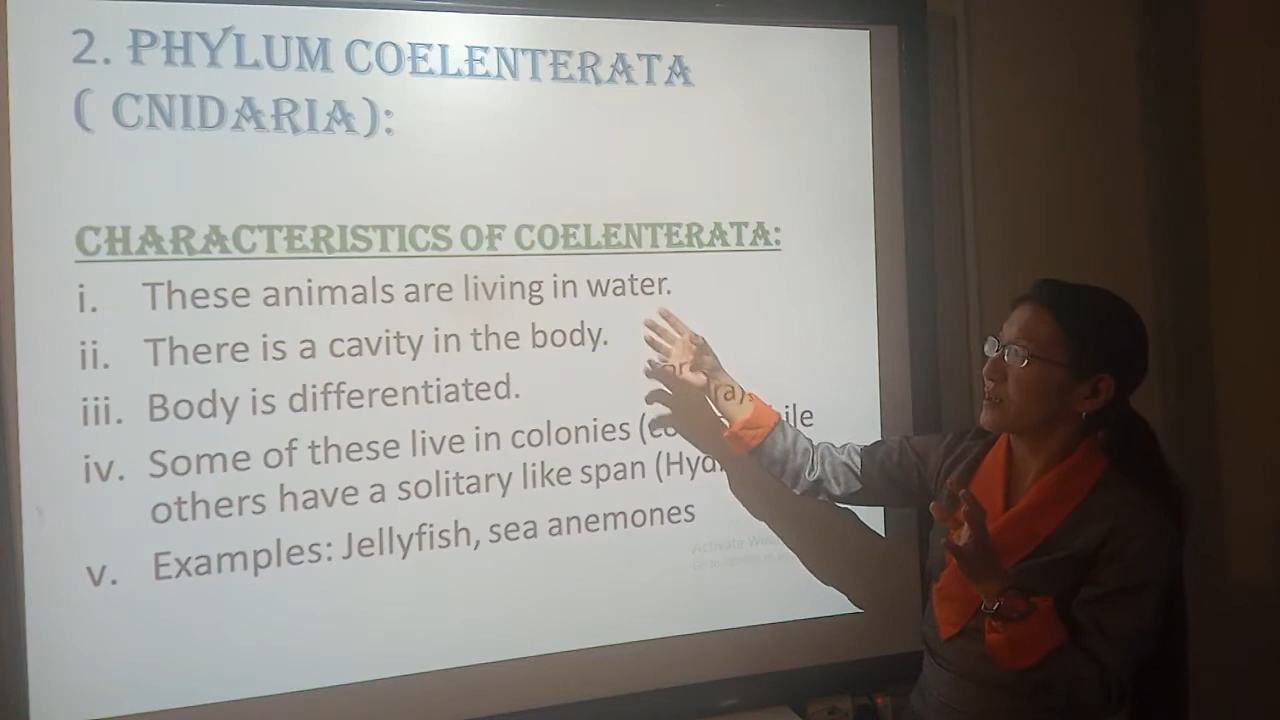 2. PHYLUM COELENTERATA
( CNIDARIA):
CHARACTERISTICS OF COELENTERATA:
i. These animals are living in water.
ii. There is a cavity in the body.
iii. Body is differentiated.
iv. Some of these live in colonies
others have a solitary like span
v. Examples: Jellyfish, sea anemones